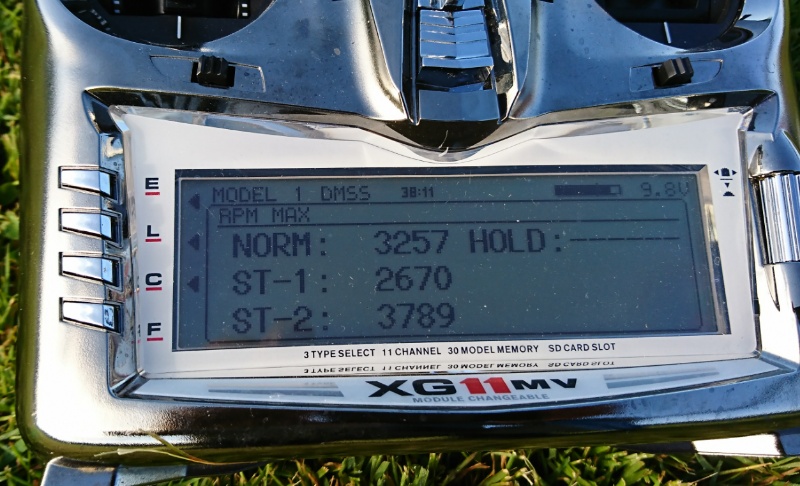 MODEL 1 DMSS 38:11 9.8V
RPM MAX
NORM: 3257 HOLD:------
ST-1: 2670
ST-2: 3789
E
L
C
F
3 TYPE SELECT 11 CHANNEL 30 MODEL MEMORY SD CARD SLOT
XG11MV
MODULE CHANGEABLE